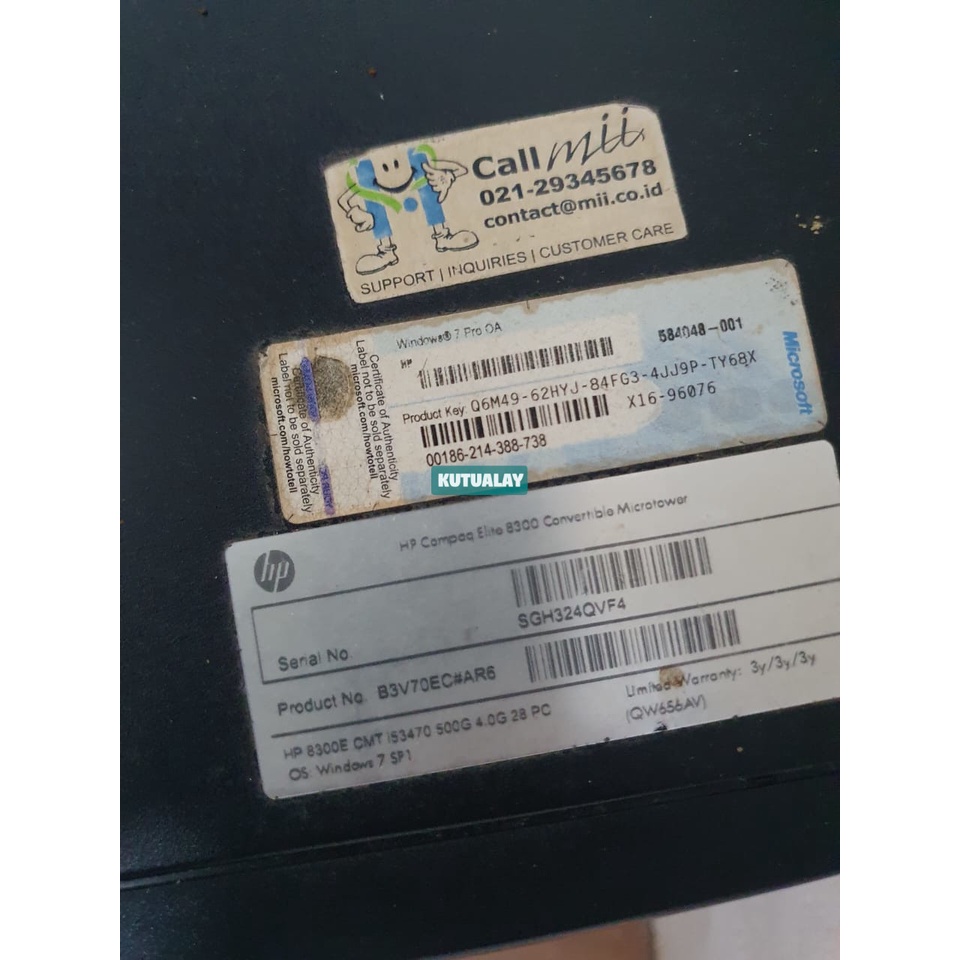 Call mii
021-29345678
contact@mii.co.id
SUPPORT | INQUIRIES | CUSTOMER CARE
Certificate of Authenticity
Label not to be sold separately
microsoft.com/howtotell
Certificate of Authenticity
Label not to be sold separately
microsoft.com/howtotell
Windows® 7 Pro OA
HP
584048-001
Product Key: Q6M49-62HYJ-84FG3-4JJ9P-TY68X
X16-96076
00186-214-388-738
Microsoft
KUTUALAY
hp
HP Compaq Elite 8300 Convertible Microtower
Serial No.
SGH324QVF4
Product No. B3V70EC#AR6
Limited Warranty: 3y/3y/3y
HP 8300E CMT i53470 500G 4.0G 28 PC
(QW656AV)
OS: Windows 7 SP1